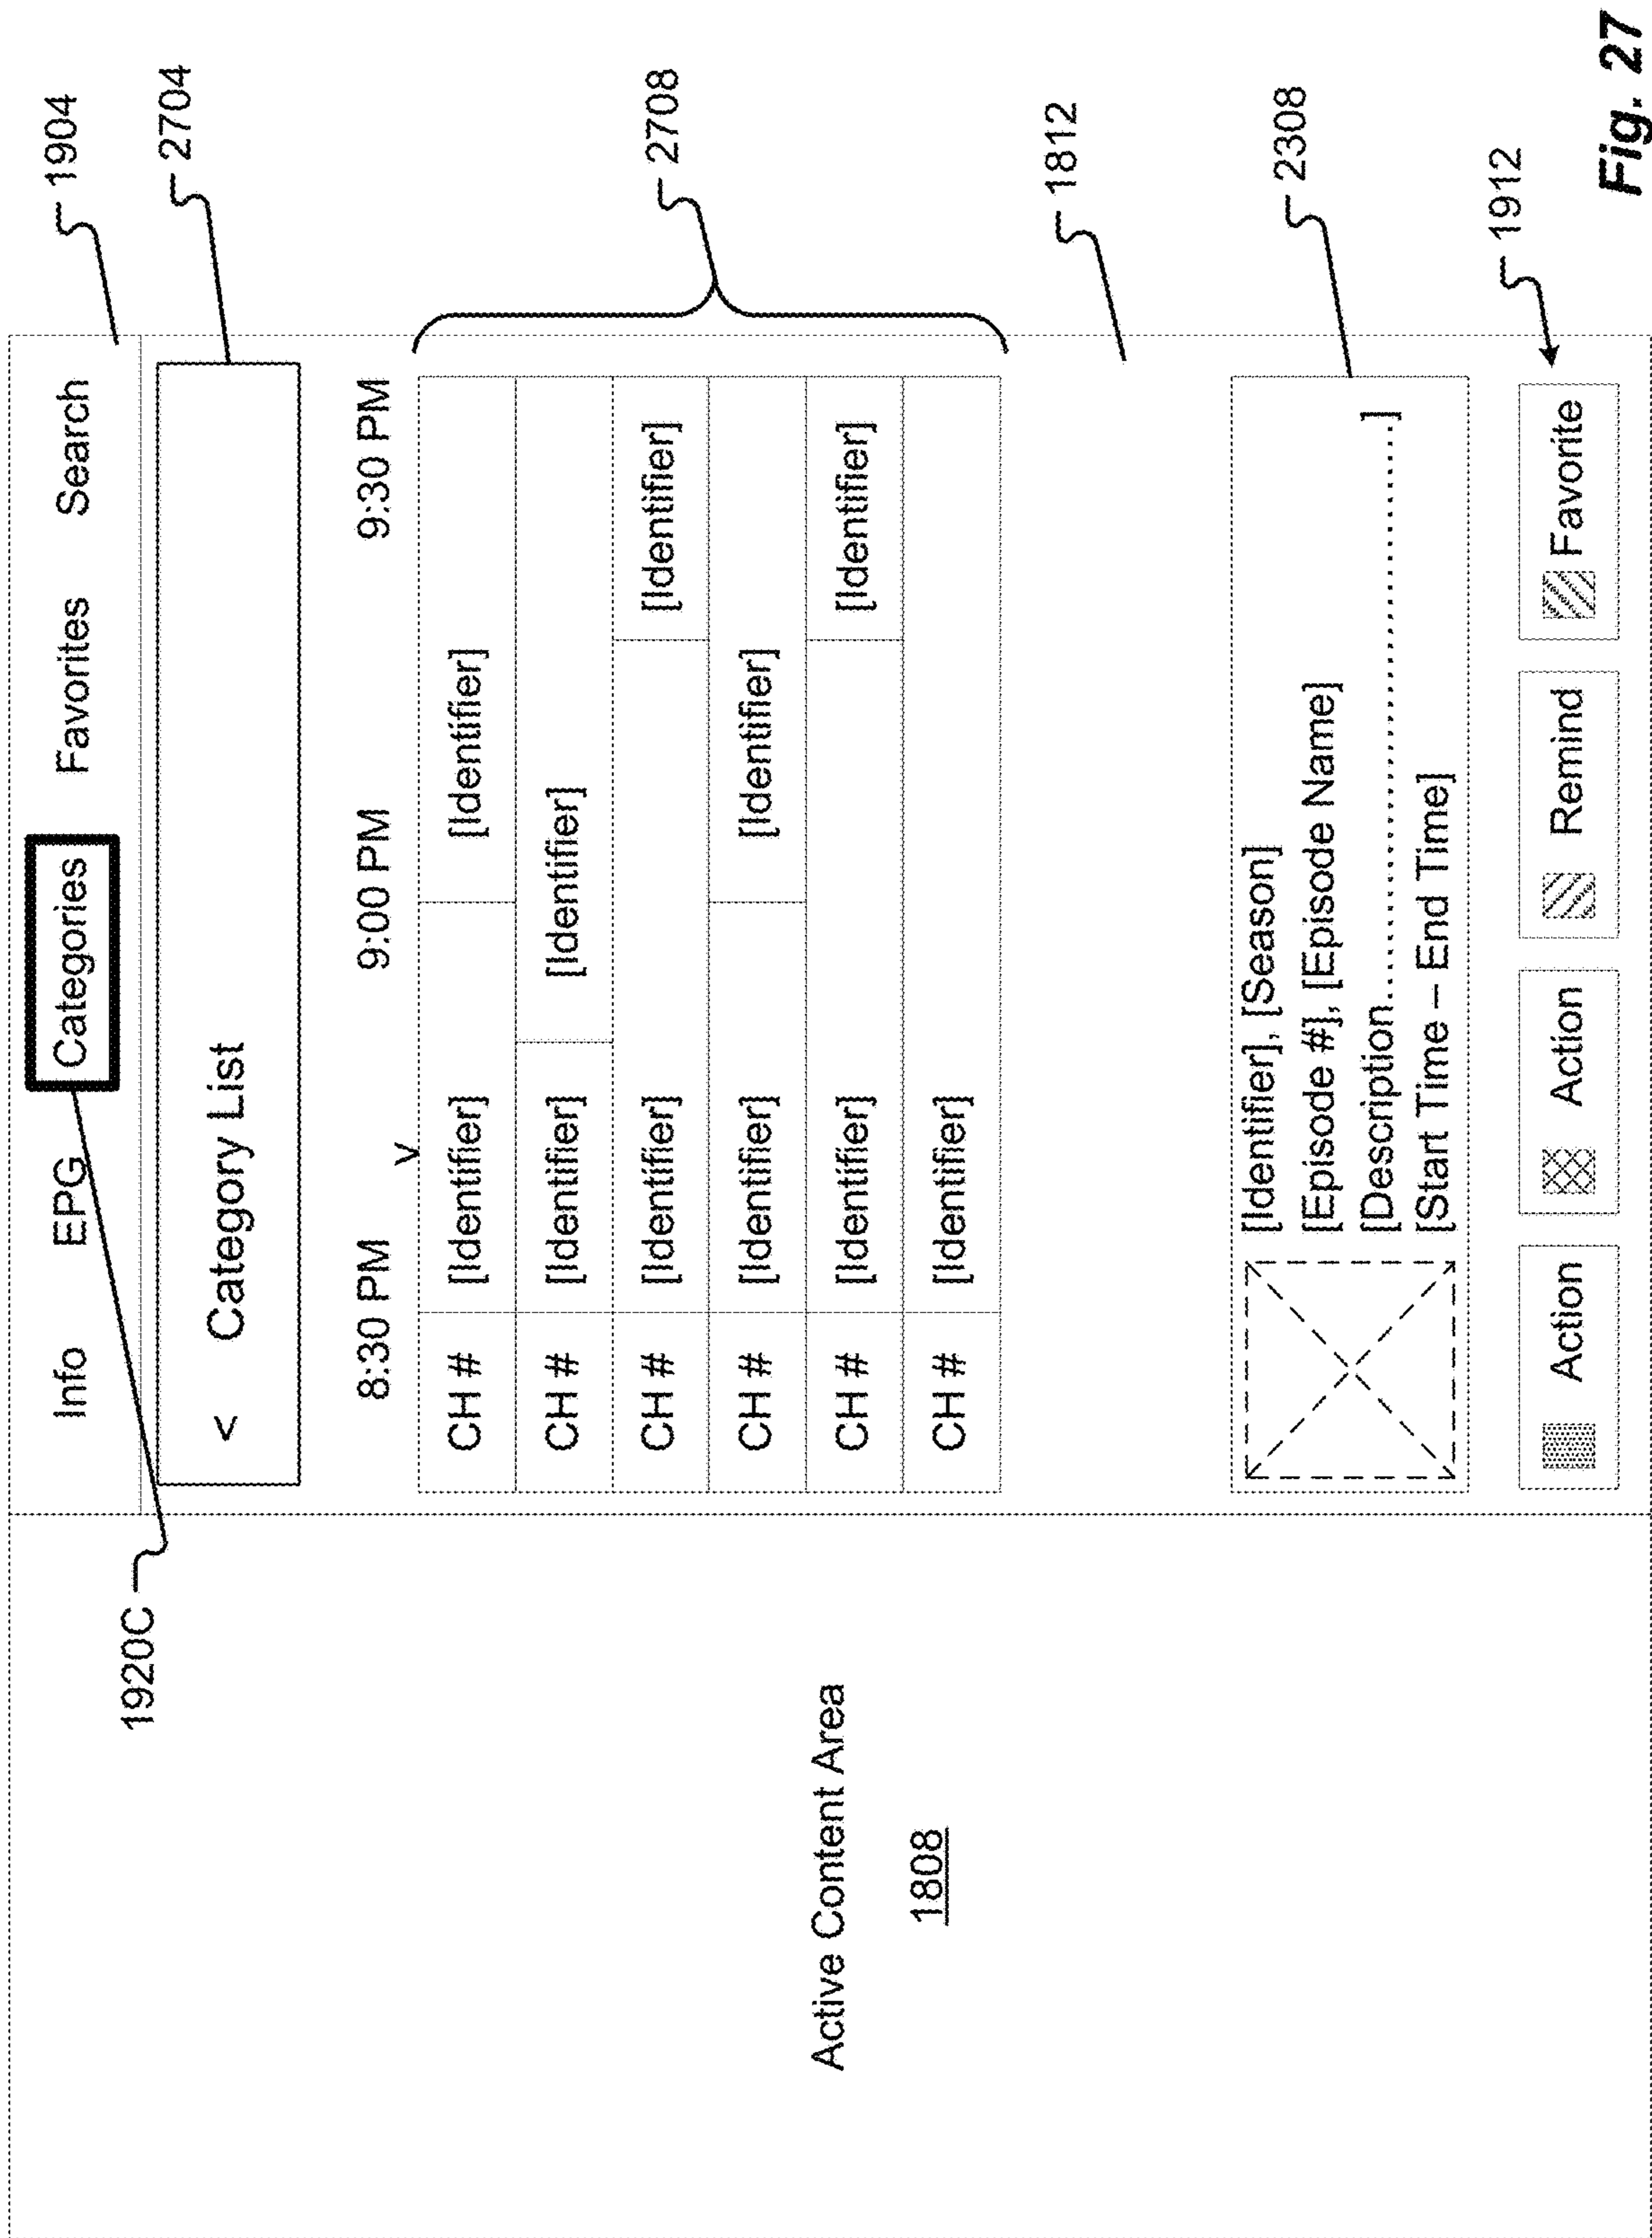 Info EPG Categories Favorites Search
1904
1920C
< Category List
2704
8:30 PM 9:00 PM 9:30 PM
v
CH # [Identifier] [Identifier]
CH # [Identifier] [Identifier]
CH # [Identifier] [Identifier]
CH # [Identifier] [Identifier]
CH # [Identifier] [Identifier]
CH # [Identifier]
2708
Active Content Area
1808
1812
[Identifier], [Season]
[Episode #], [Episode Name]
[Description.......................................................]
[Start Time – End Time]
2308
Action Action Remind Favorite
1912
Fig. 27